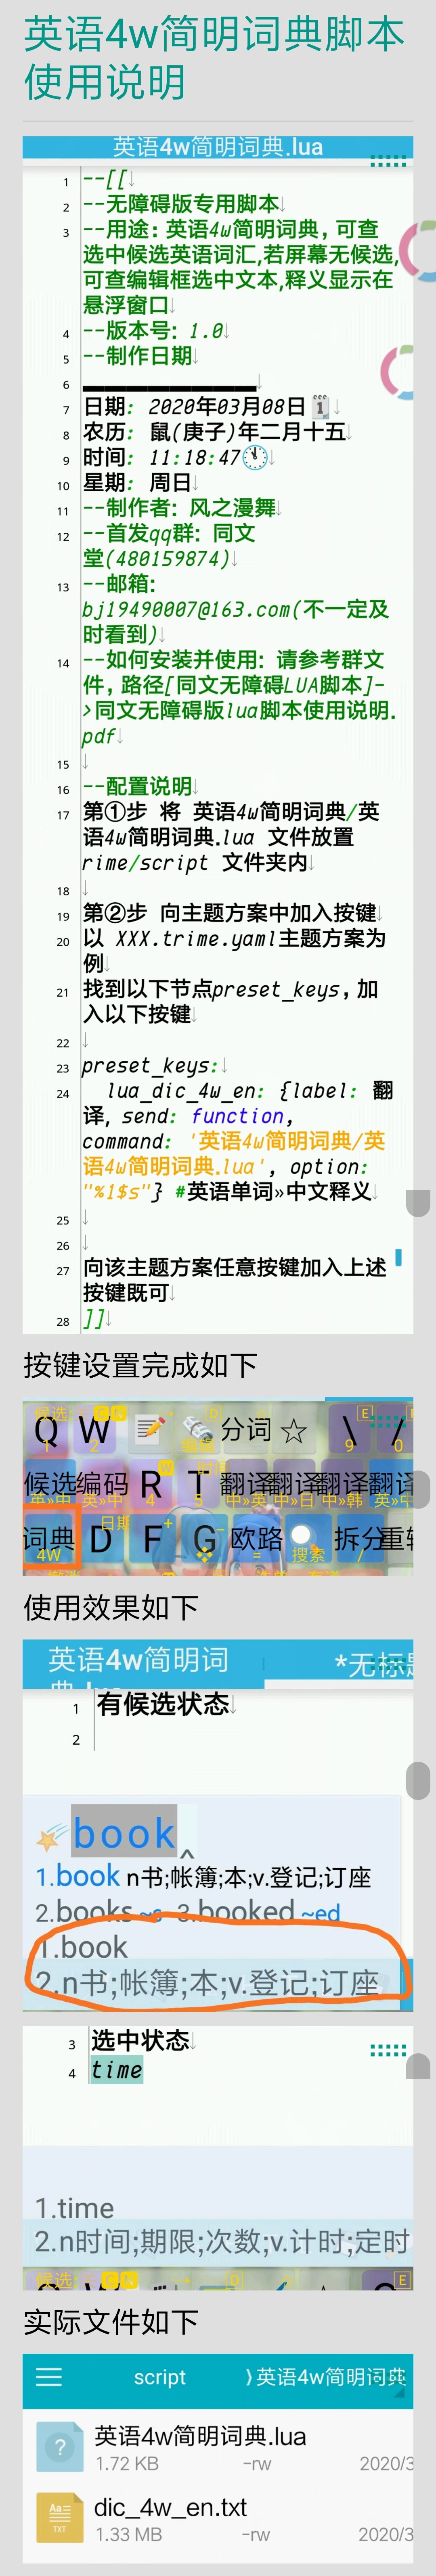 英语4w简明词典脚本
使用说明
英语4w简明词典.lua
1 --[[↓
2 --无障碍版专用脚本↓
3 --用途: 英语4w简明词典, 可查
选中候选英语词汇,若屏幕无候选,
可查编辑框选中文本,释义显示在
悬浮窗口↓
4 --版本号: 1.0↓
5 --制作日期
6 ________________↓
7 日期: 2020年03月08日🗓1↓
8 农历: 鼠(庚子)年二月十五↓
9 时间: 11:18:47🕚↓
10 星期: 周日↓
11 --制作者: 风之漫舞↓
12 --首发qq群: 同文
堂(480159874)↓
13 --邮箱:
bj19490007@163.com(不一定及
时看到)↓
14 --如何安装并使用: 请参考群文
件, 路径[同文无障碍LUA脚本]-
>同文无障碍版lua脚本使用说明.
pdf↓
15 ↓
16 --配置说明↓
17 第①步 将 英语4w简明词典/英
语4w简明词典.lua 文件放置
rime/script 文件夹内↓
18 ↓
19 第②步 向主题方案中加入按键↓
20 以 XXX.trime.yaml主题方案为
例↓
21 找到以下节点preset_keys, 加
入以下按键↓
22 ↓
23 preset_keys:↓
24 lua_dic_4w_en: {label: 翻
译, send: function,
command: '英语4w简明词典/英
语4w简明词典.lua', option:
"%1$s"} #英语单词»中文释义↓
25 ↓
26 ↓
27 向该主题方案任意按键加入上述
按键既可↓
28 ]]↓
按键设置完成如下
候选: D E
Q W 分词 ☆ \ /
1 2 9 0
候选 编码 R T 翻译 翻译 翻译 翻译
英»中 英»中 4 5 中»英 中»日 中»韩
日期 +
词典 D F G 欧路 拆分 重
4W = 搜索 /
使用效果如下
英语4w简明词
*无标
1 有候选状态↓
2
book
^
1.book n书;帐簿;本;v.登记;订座
2.books ~s 3.booked ~ed
1.book
2.n书;帐簿;本;v.登记;订座
3 选中状态↓
4 time
1.time
2.n时间;期限;次数;v.计时;定时
候选: D E
实际文件如下
script 〉英语4w简明词典
英语4w简明词典.lua
1.72 KB -rw 2020/3
Aa
TXT
dic_4w_en.txt
1.33 MB -rw 2020/3